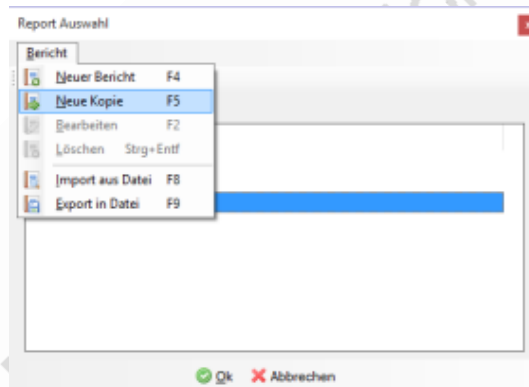 Report Auswahl
Bericht
Neuer Bericht F4
Neue Kopie F5
Bearbeiten F2
Löschen Strg+Entf
Import aus Datei F8
Export in Datei F9
Ok Abbrechen